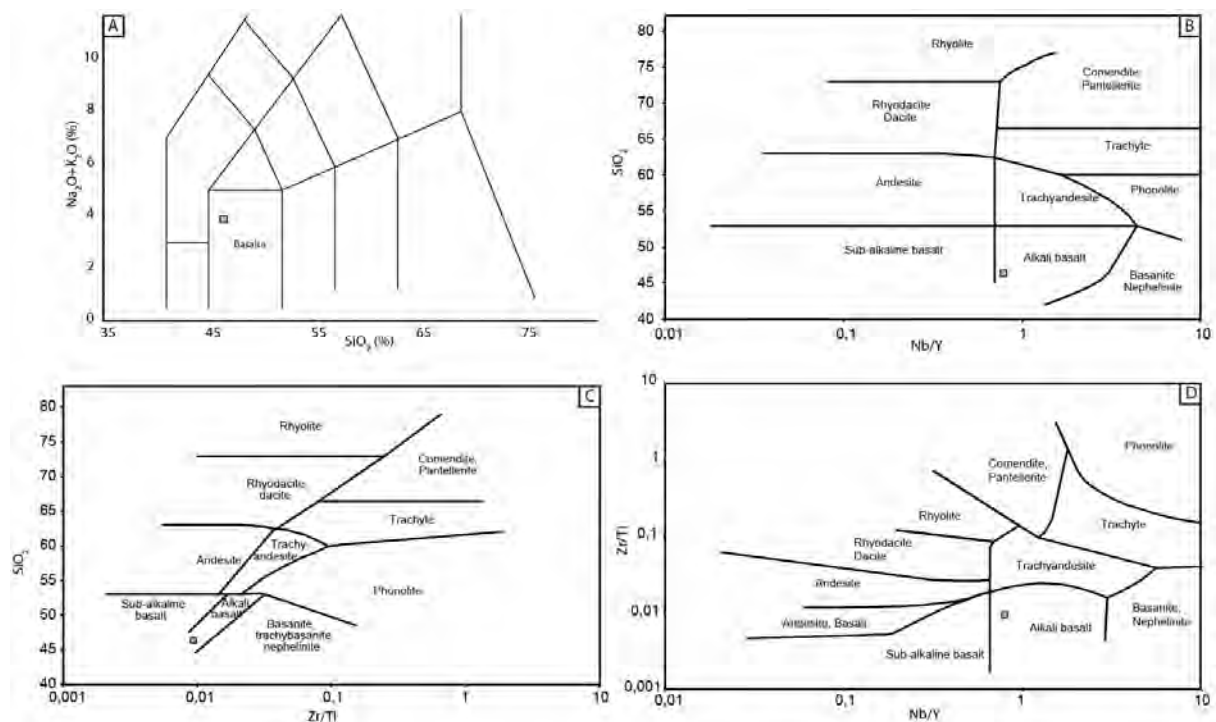 A
Na2O+K2O (%)
10
8
6
4
2
0
Basalto
35
45
55
65
75
SiO2 (%)
B
SiO2
80
75
70
65
60
55
50
45
40
Rhyolite
Comendite,
Pantellerite
Rhyodacite
Dacite
Trachyte
Andesite
Trachyandesite
Phonolite
Sub-alkaline basalt
Alkali basalt
Basanite
Nephelinite
0,01
0,1
1
10
Nb/Y
C
SiO2
80
75
70
65
60
55
50
45
40
Rhyolite
Comendite,
Pantellerite
Rhyodacite
dacite
Trachyte
Trachy
andesite
Andesite
Phonolite
Sub-alkaline
basalt
Alkali
basalt
Basanite,
trachybasanite
nephelinite
0,001
0,01
0,1
1
10
Zr/Ti
D
Zr/Ti
10
1
0,1
0,01
0,001
Phonolite
Comendite,
Pantellerite
Rhyolite
Trachyte
Rhyodacite
Dacite
Trachyandesite
Andesite
Andesite, Basalt
Basanite,
Nephelinite
Alkali basalt
Sub-alkaline basalt
0,01
0,1
1
10
Nb/Y